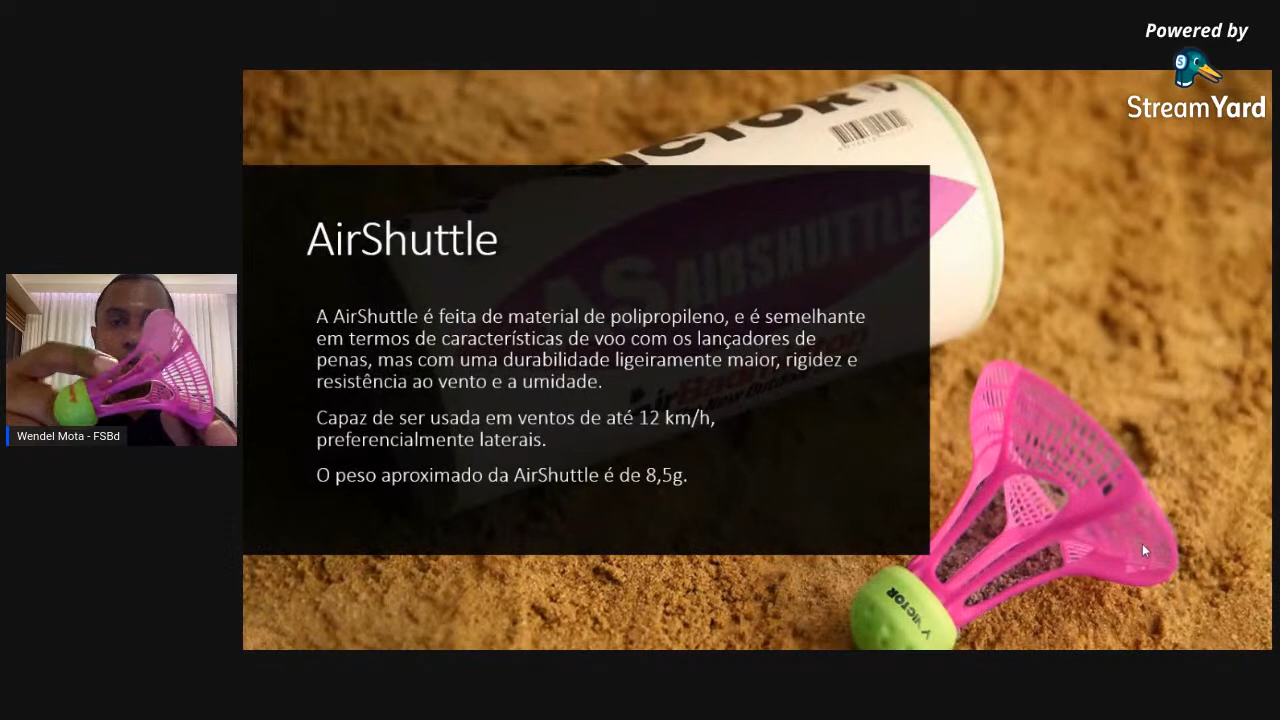 Powered by
StreamYard
VICTOR
AirShuttle
AS AIRSHUTTLE
A AirShuttle é feita de material de polipropileno, e é semelhante
em termos de características de voo com os lançadores de
penas, mas com uma durabilidade ligeiramente maior, rigidez e
resistência ao vento e a umidade.
Capaz de ser usada em ventos de até 12 km/h,
preferencialmente laterais.
O peso aproximado da AirShuttle é de 8,5g.
Wendel Mota - FSBd
VICTOR